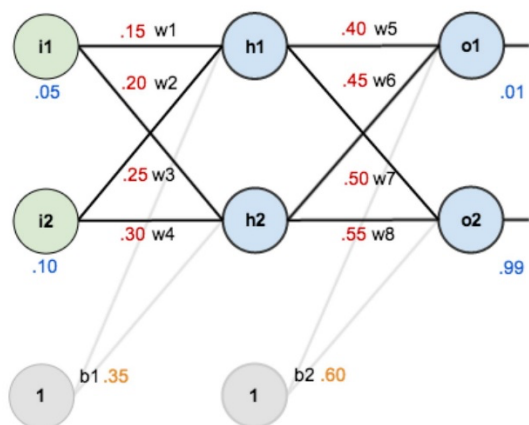 i1 .15 w1 h1 .40 w5 o1
.05 .20 w2 .45 w6 .01
.25 w3 .50 w7
i2 .30 w4 h2 .55 w8 o2
.10 .99
b1 .35 b2 .60
1 1